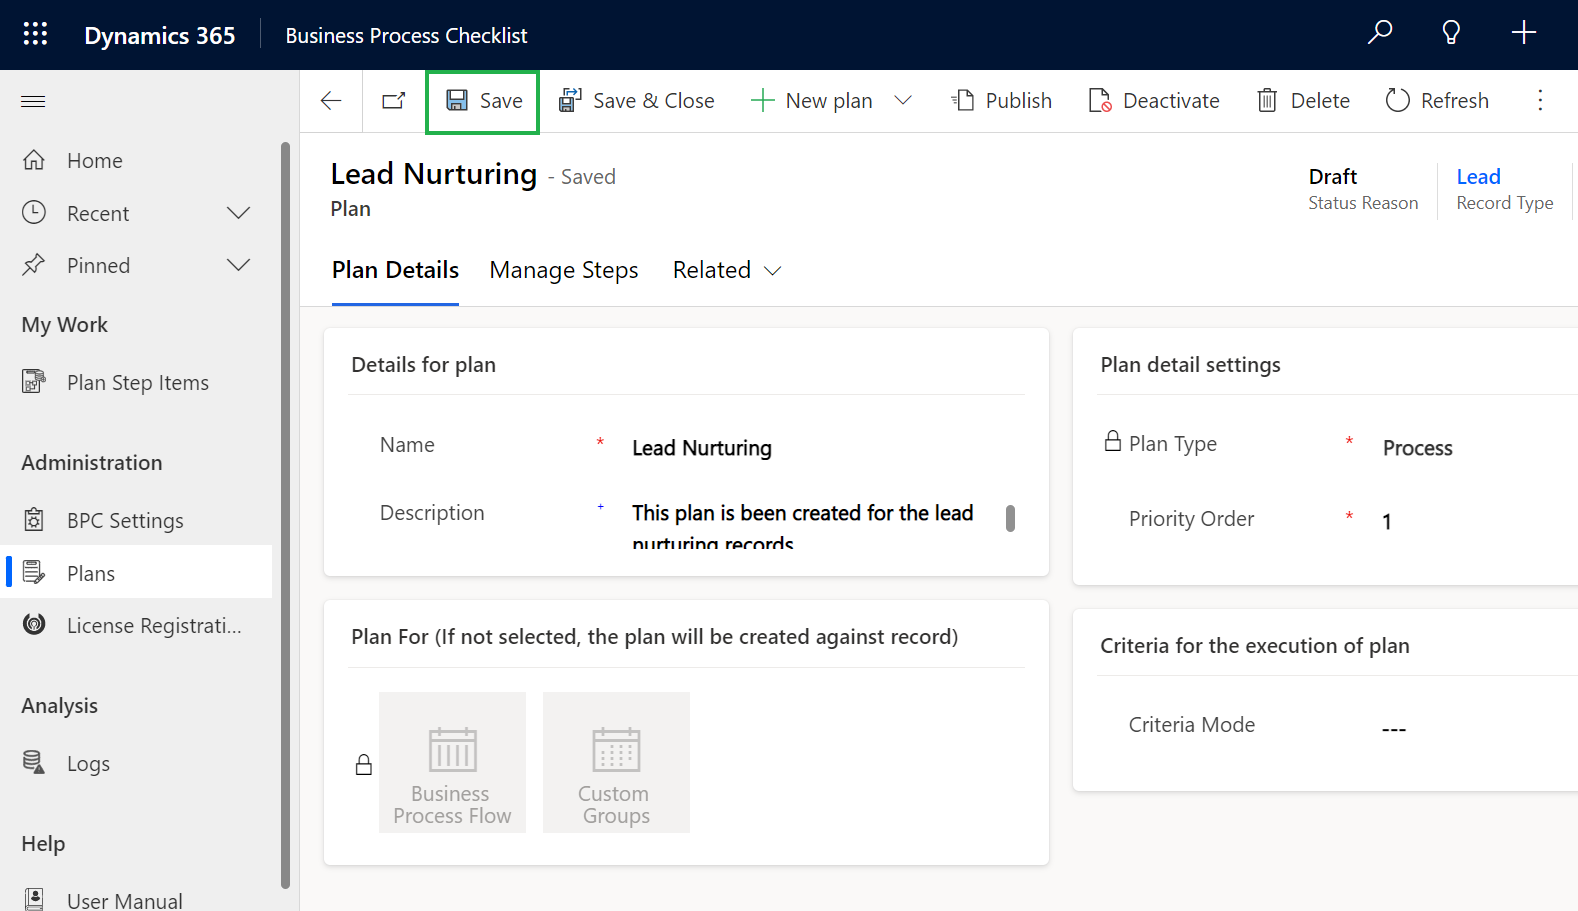 Dynamics 365
Business Process Checklist
Save
Save & Close
New plan
Publish
Deactivate
Delete
Refresh
Home
Recent
Pinned
My Work
Plan Step Items
Administration
BPC Settings
Plans
License Registrati...
Analysis
Logs
Help
User Manual
Lead Nurturing - Saved
Plan
Draft
Status Reason
Lead
Record Type
Plan Details
Manage Steps
Related
Details for plan
Name * Lead Nurturing
Description + This plan is been created for the lead
nurturing records
Plan For (If not selected, the plan will be created against record)
Business
Process Flow
Custom
Groups
Plan detail settings
Plan Type * Process
Priority Order * 1
Criteria for the execution of plan
Criteria Mode ---